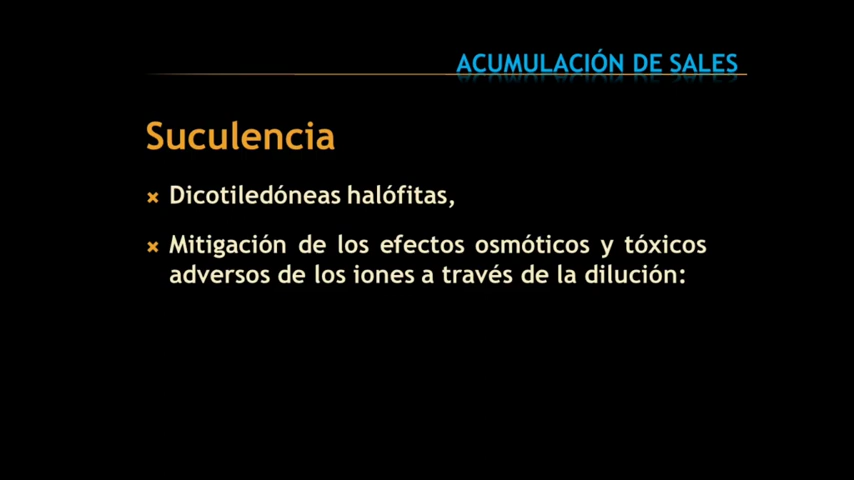 ACUMULACIÓN DE SALES
Suculencia
Dicotiledóneas halófitas,
Mitigación de los efectos osmóticos y tóxicos
adversos de los iones a través de la dilución: